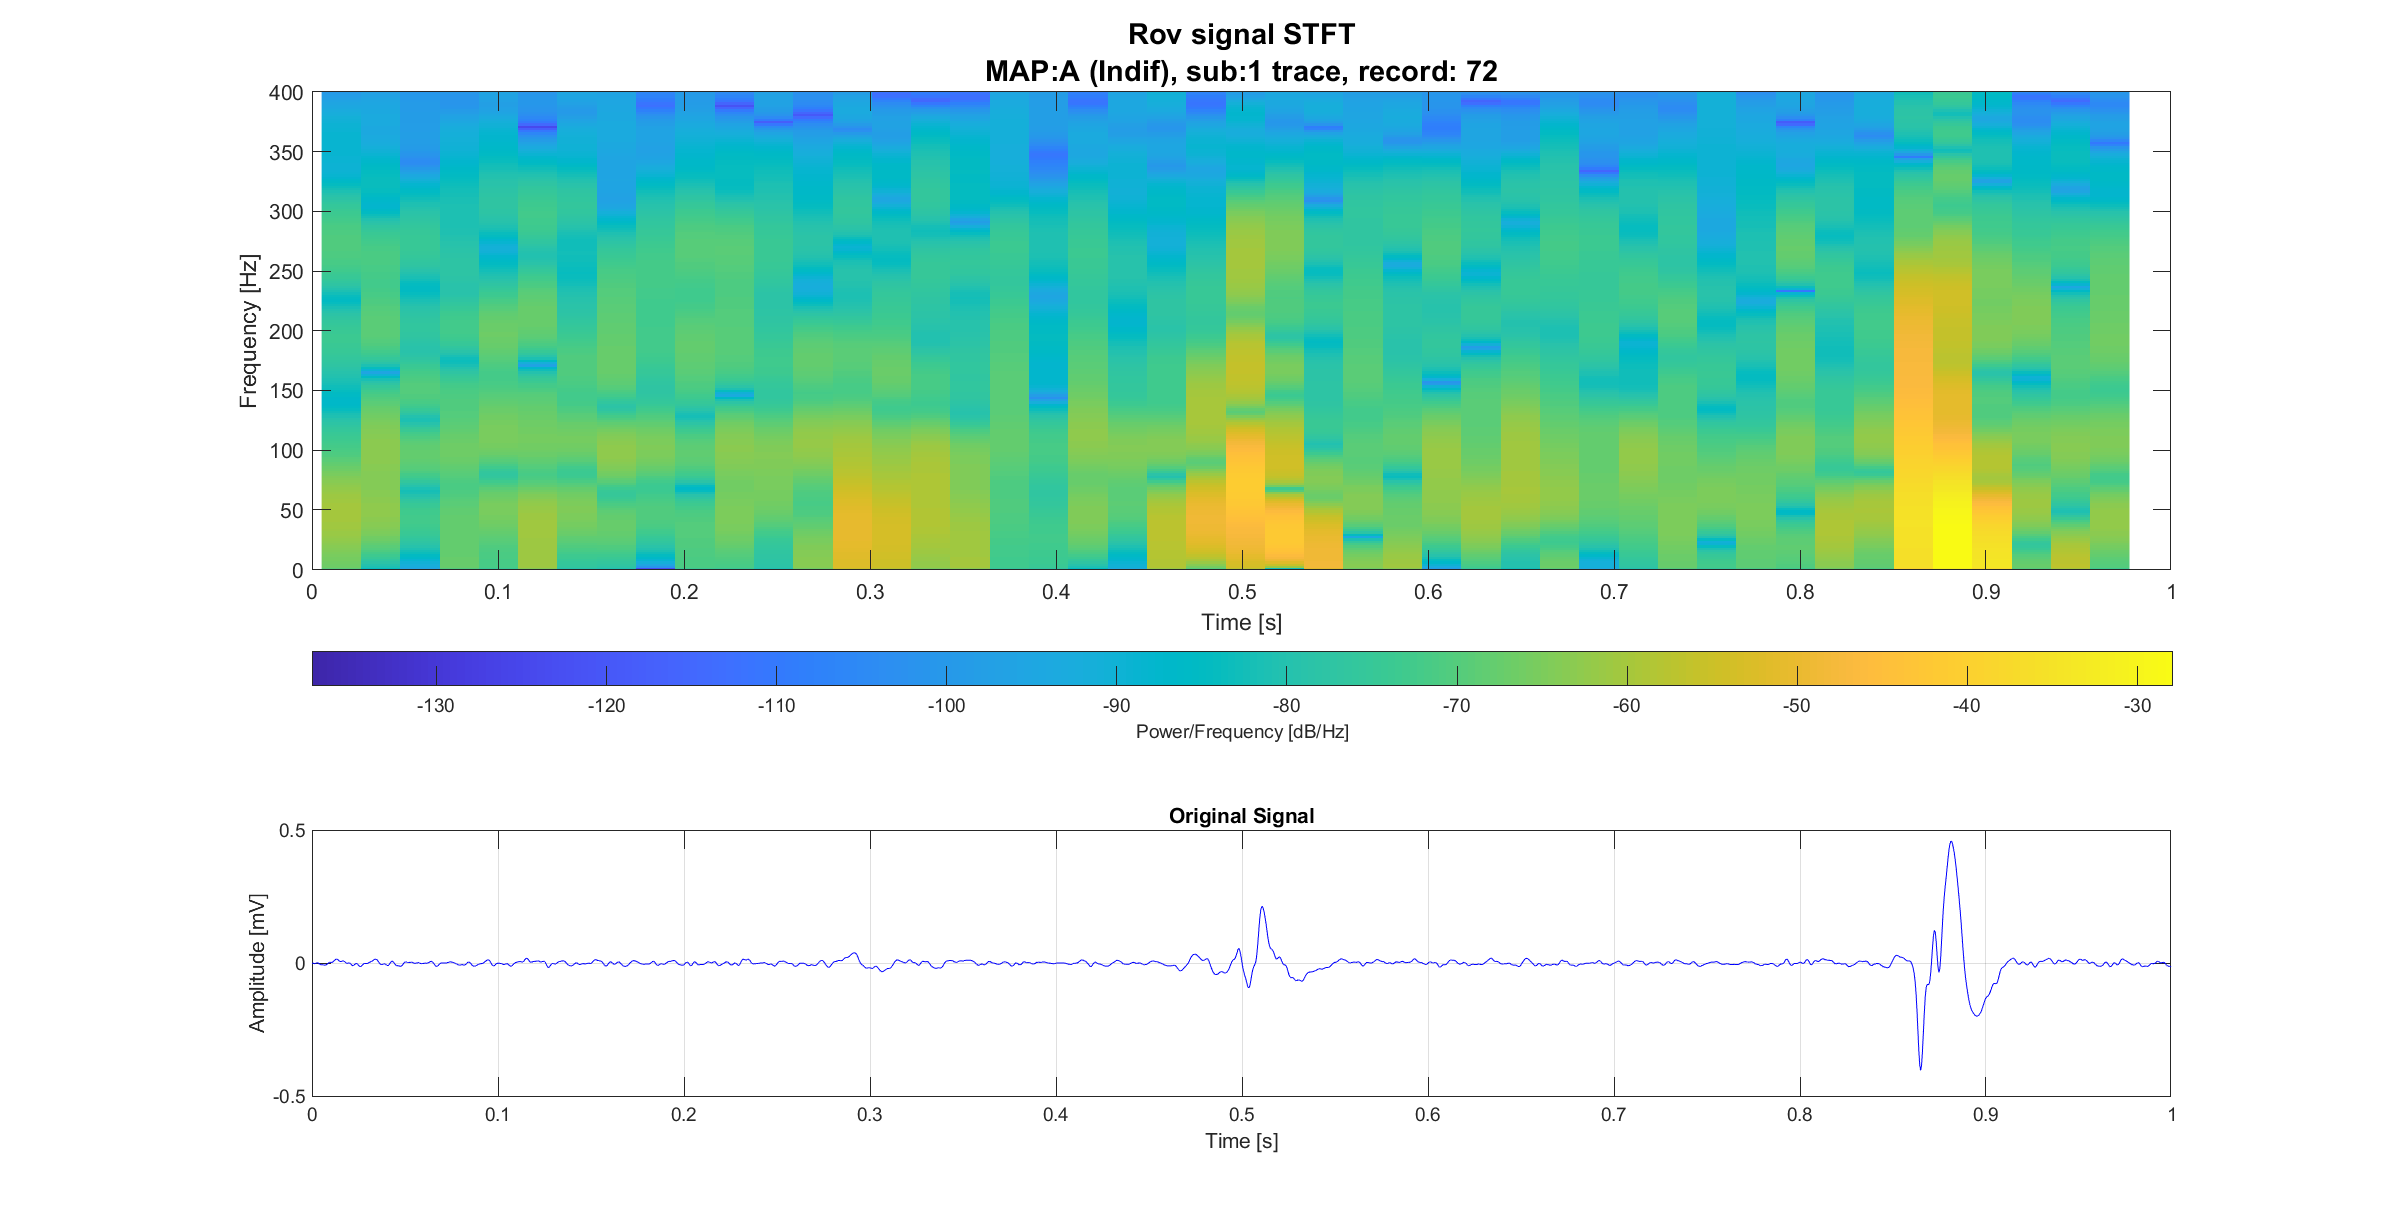 Rov signal STFT
MAP:A (Indif), sub:1 trace, record: 72
400
350
300
250
200
150
100
50
0
Frequency [Hz]
0 0.1 0.2 0.3 0.4 0.5 0.6 0.7 0.8 0.9 1
Time [s]
-130 -120 -110 -100 -90 -80 -70 -60 -50 -40 -30
Power/Frequency [dB/Hz]
Original Signal
0.5
0
-0.5
Amplitude [mV]
0 0.1 0.2 0.3 0.4 0.5 0.6 0.7 0.8 0.9 1
Time [s]